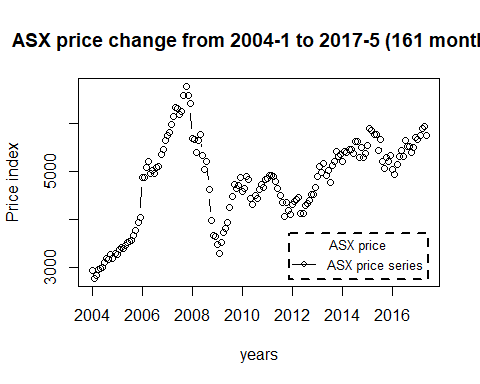 ASX price change from 2004-1 to 2017-5 (161 mont
Price index
5000
3000
ASX price
ASX price series
2004 2006 2008 2010 2012 2014 2016
years